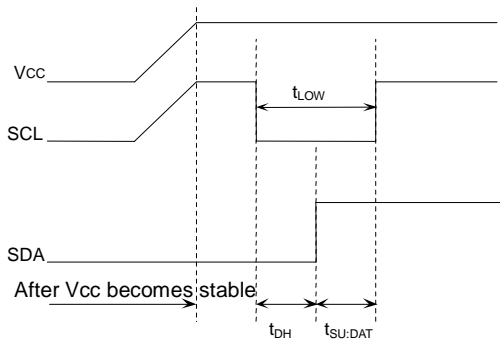 Vcc
tLOW
SCL
SDA
After Vcc becomes stable
tDH
tSU:DAT